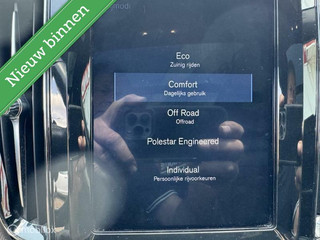 Nieuw binnen
Eco
Zuinig rijden
Comfort
Dagelijks gebruik
Off Road
Offroad
Polestar Engineered
Individual
Persoonlijke rijvoorkeuren